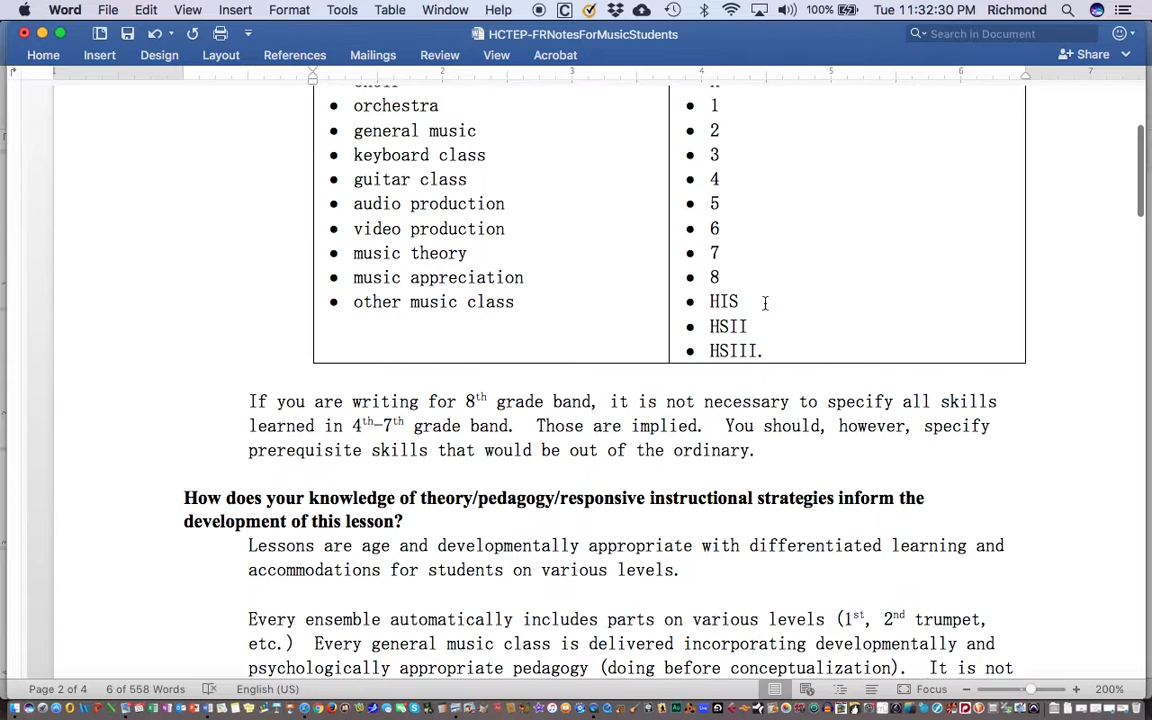 Word File Edit View Insert Format Tools Table Window Help 100% Tue 11:32:30 PM Richmond
HCTEP-FRNotesForMusicStudents
Search in Document
Home Insert Design Layout References Mailings Review View Acrobat Share
1 2 3 4 5 6 7
orchestra
general music
keyboard class
guitar class
audio production
video production
music theory
music appreciation
other music class
1
2
3
4
5
6
7
8
HIS
HSII
HSIII.
If you are writing for 8th grade band, it is not necessary to specify all skills
learned in 4th-7th grade band. Those are implied. You should, however, specify
prerequisite skills that would be out of the ordinary.
How does your knowledge of theory/pedagogy/responsive instructional strategies inform the
development of this lesson?
Lessons are age and developmentally appropriate with differentiated learning and
accommodations for students on various levels.
Every ensemble automatically includes parts on various levels (1st, 2nd trumpet,
etc.) Every general music class is delivered incorporating developmentally and
psychologically appropriate pedagogy (doing before conceptualization). It is not
Page 2 of 4 6 of 558 Words English (US) Focus 200%